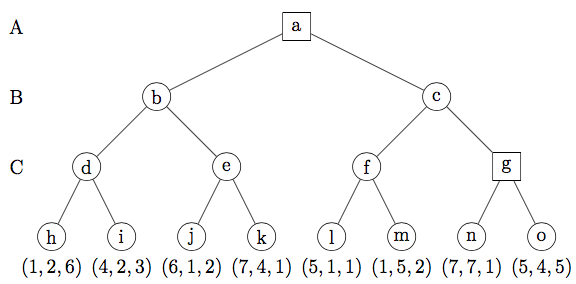 A a
B b c
C d e f g
h i j k l m n o
(1, 2, 6) (4, 2, 3) (6, 1, 2) (7, 4, 1) (5, 1, 1) (1, 5, 2) (7, 7, 1) (5, 4, 5)